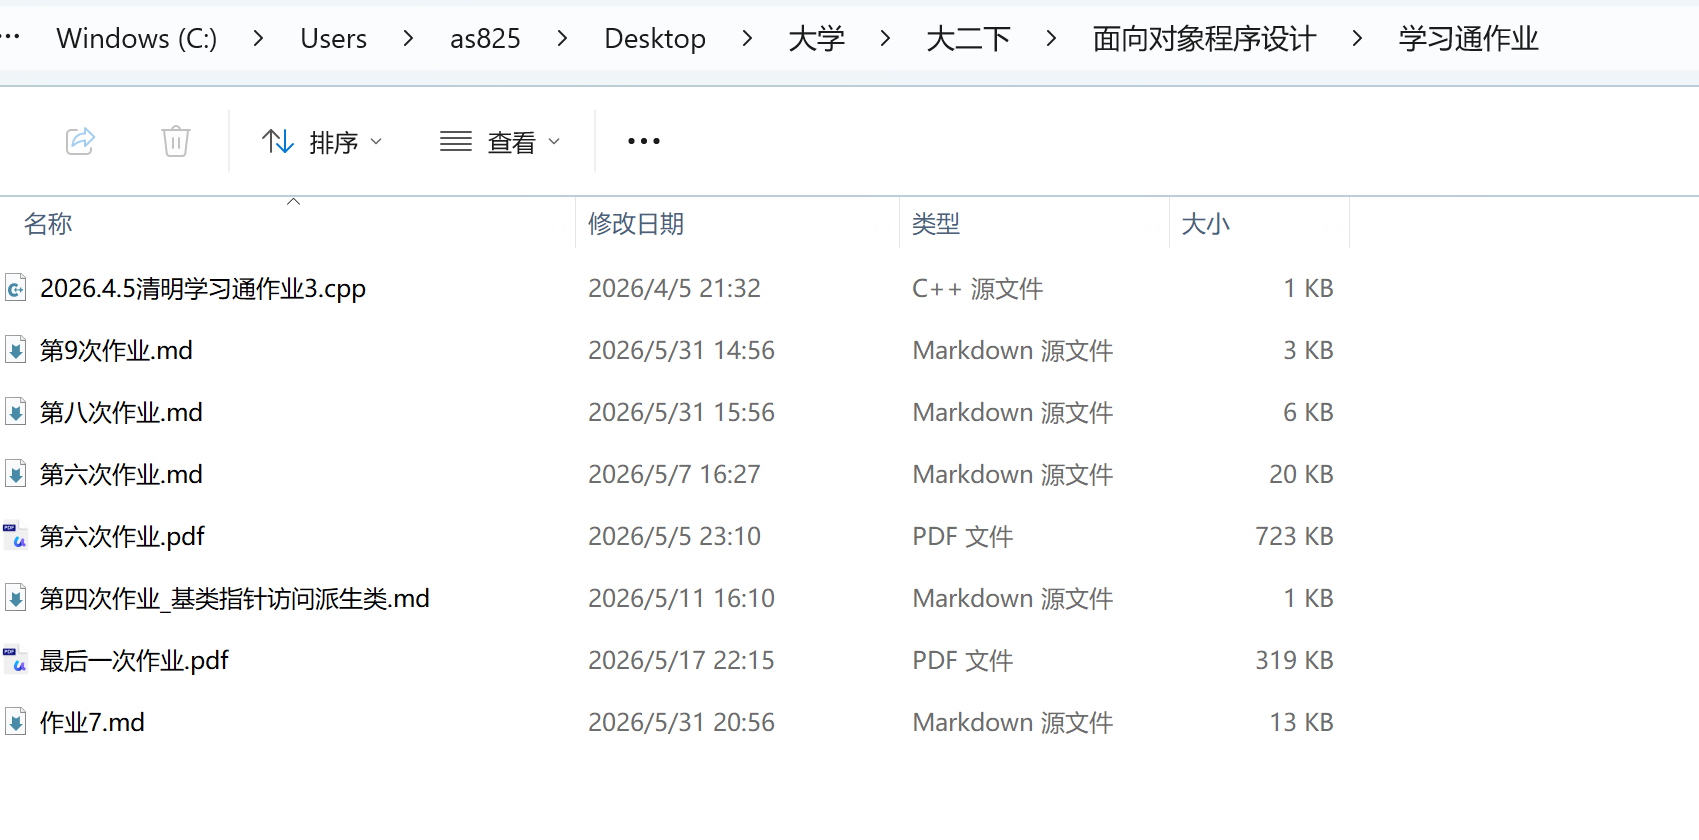 ··· Windows (C:) > Users > as825 > Desktop > 大学 > 大二下 > 面向对象程序设计 > 学习通作业
排序 查看 ···
名称 修改日期 类型 大小
2026.4.5清明学习通作业3.cpp 2026/4/5 21:32 C++ 源文件 1 KB
第9次作业.md 2026/5/31 14:56 Markdown 源文件 3 KB
第八次作业.md 2026/5/31 15:56 Markdown 源文件 6 KB
第六次作业.md 2026/5/7 16:27 Markdown 源文件 20 KB
第六次作业.pdf 2026/5/5 23:10 PDF 文件 723 KB
第四次作业_基类指针访问派生类.md 2026/5/11 16:10 Markdown 源文件 1 KB
最后一次作业.pdf 2026/5/17 22:15 PDF 文件 319 KB
作业7.md 2026/5/31 20:56 Markdown 源文件 13 KB